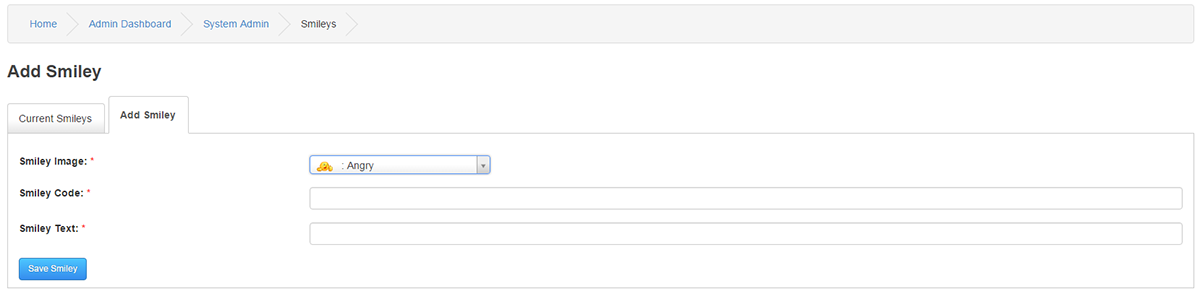 Home Admin Dashboard System Admin Smileys
Add Smiley
Current Smileys Add Smiley
Smiley Image: * : Angry
Smiley Code: *
Smiley Text: *
Save Smiley